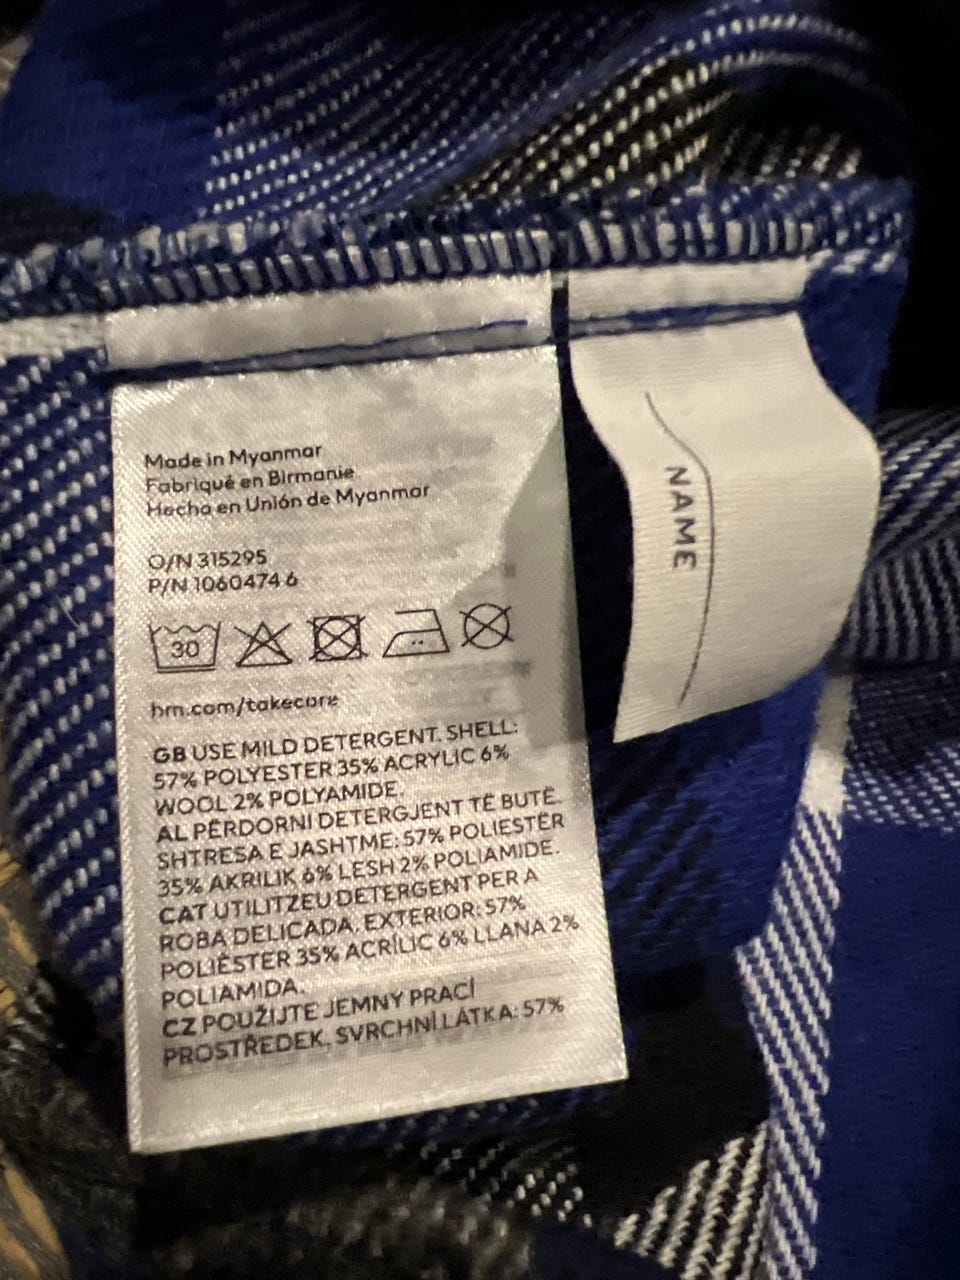 Made in Myanmar
Fabriqué en Birmanie
Hecho en Unión de Myanmar
O/N 315295
P/N 1060474 6
30
hm.com/takecare
GB USE MILD DETERGENT. SHELL:
57% POLYESTER 35% ACRYLIC 6%
WOOL 2% POLYAMIDE.
AL PËRDORNI DETERGJENT TË BUTË.
SHTRESA E JASHTME: 57% POLIESTËR
35% AKRILIK 6% LESH 2% POLIAMIDE.
CAT UTILITZEU DETERGENT PER A
ROBA DELICADA. EXTERIOR: 57%
POLIÈSTER 35% ACRÍLIC 6% LLANA 2%
POLIAMIDA.
CZ POUŽIJTE JEMNÝ PRACÍ
PROSTŘEDEK. SVRCHNÍ LÁTKA: 57%
NAME